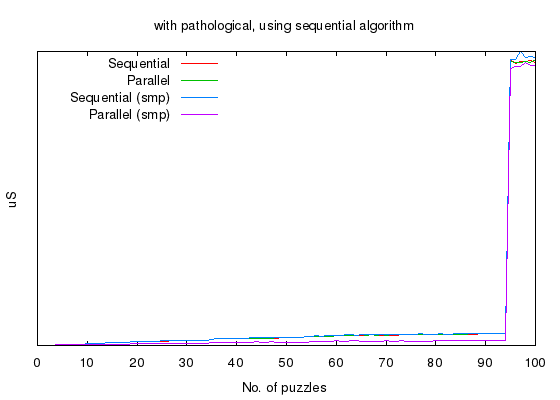 with pathological, using sequential algorithm
Sequential
Parallel
Sequential (smp)
Parallel (smp)
uS
0 10 20 30 40 50 60 70 80 90 100
No. of puzzles